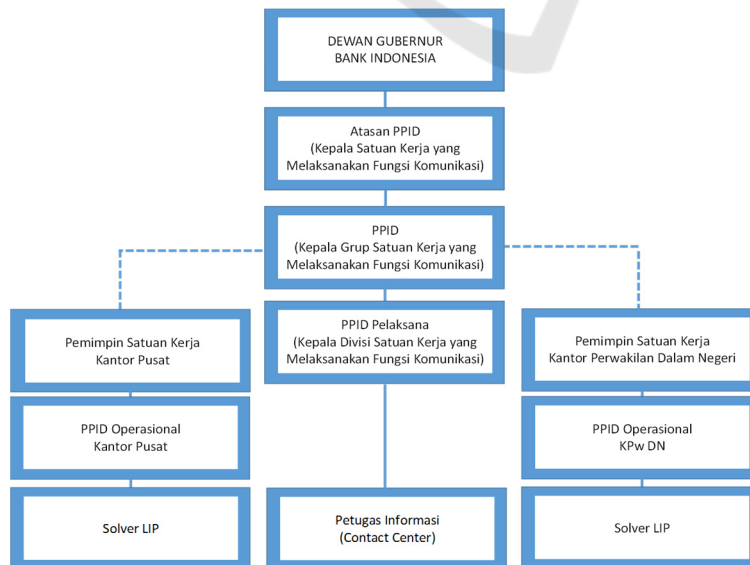 DEWAN GUBERNUR
BANK INDONESIA
Atasan PPID
(Kepala Satuan Kerja yang
Melaksanakan Fungsi Komunikasi)
PPID
(Kepala Grup Satuan Kerja yang
Melaksanakan Fungsi Komunikasi)
Pemimpin Satuan Kerja
Kantor Pusat
PPID Pelaksana
(Kepala Divisi Satuan Kerja yang
Melaksanakan Fungsi Komunikasi)
Pemimpin Satuan Kerja
Kantor Perwakilan Dalam Negeri
PPID Operasional
Kantor Pusat
PPID Operasional
KPw DN
Solver LIP
Petugas Informasi
(Contact Center)
Solver LIP